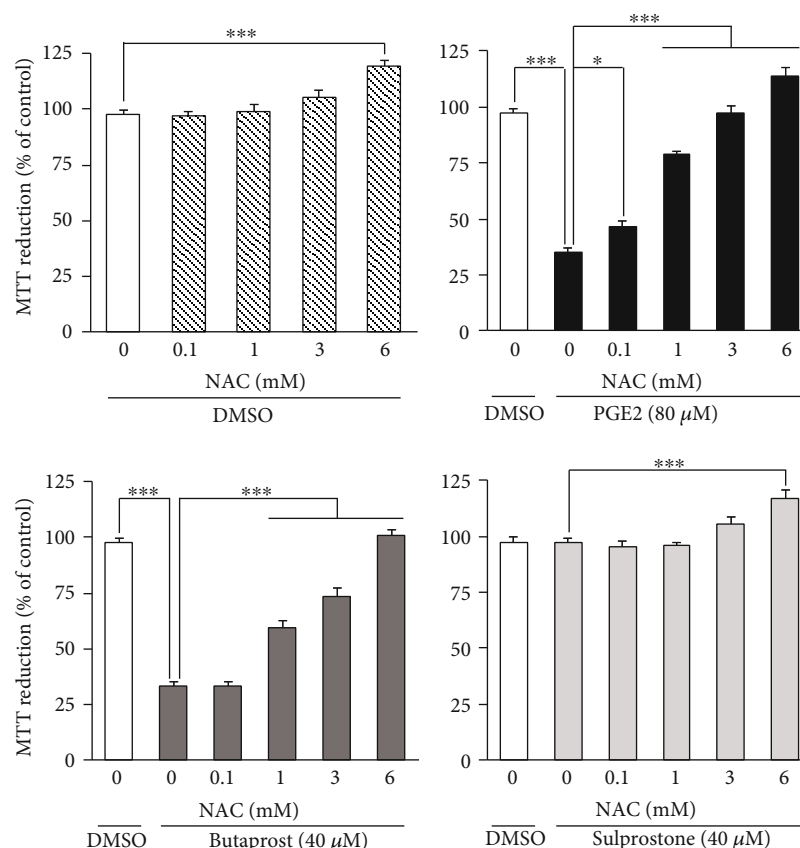 ***
125
100
75
50
25
0
MTT reduction (% of control)
0 0.1 1 3 6
NAC (mM)
DMSO
***
*** *
125
100
75
50
25
0
0 0 0.1 1 3 6
NAC (mM)
DMSO PGE2 (80 μM)
*** ***
125
100
75
50
25
0
MTT reduction (% of control)
0 0 0.1 1 3 6
NAC (mM)
DMSO Butaprost (40 μM)
***
125
100
75
50
25
0
0 0 0.1 1 3 6
NAC (mM)
DMSO Sulprostone (40 μM)